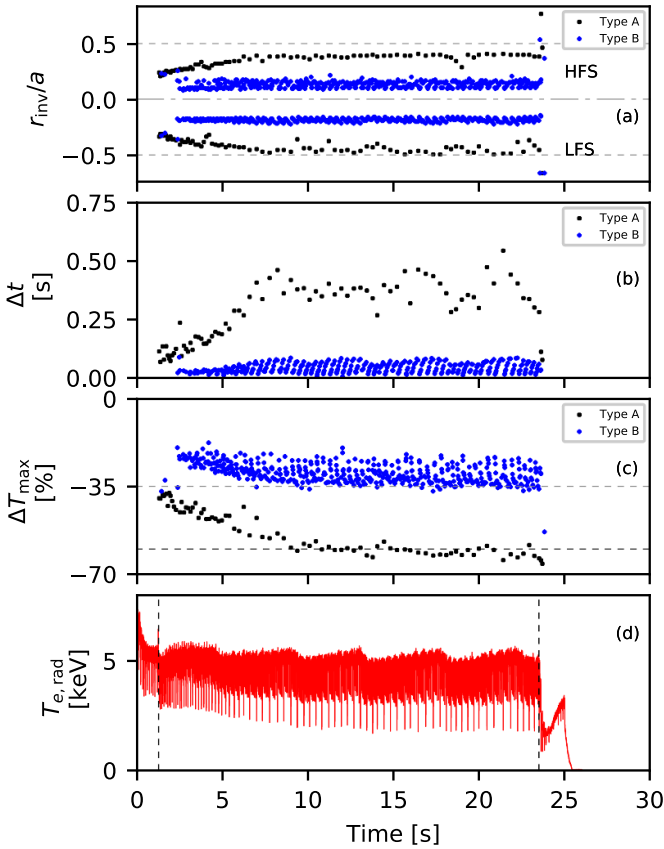 0.5
0.0
−0.5
r_inv/a
Type A
Type B
HFS
(a)
LFS
0.75
0.50
0.25
0.00
Δt
[s]
Type A
Type B
(b)
0
−35
−70
ΔT_max
[%]
Type A
Type B
(c)
5
0
T_e,rad
[keV]
(d)
0 5 10 15 20 25 30
Time [s]